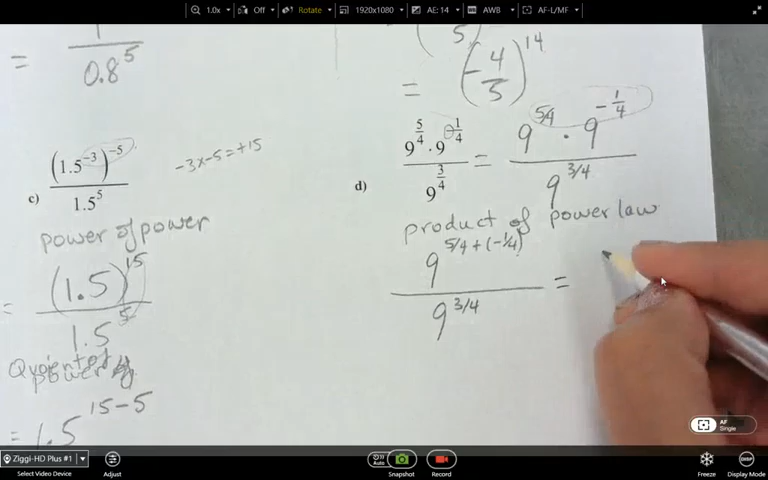 1.0x Off Rotate 1920x1080 AE: 14 AWB AF-L/MF
= 1
0.8^5
5)
= (-4/5)^14
c) (1.5^-3)^-5 / 1.5^5
-3x-5=+15
power of power
= (1.5)^15 / 1.5^5
Quotient of
power
= 1.5^15-5
d) 9^5/4 · 9^-1/4 / 9^3/4 = 9^5/4 · 9^-1/4 / 9^3/4
product of power law
9^5/4+(-1/4) / 9^3/4 =
AF
Single
Ziggi-HD Plus #1
Select Video Device
Adjust
Auto
Snapshot
Record
Freeze
Display Mode